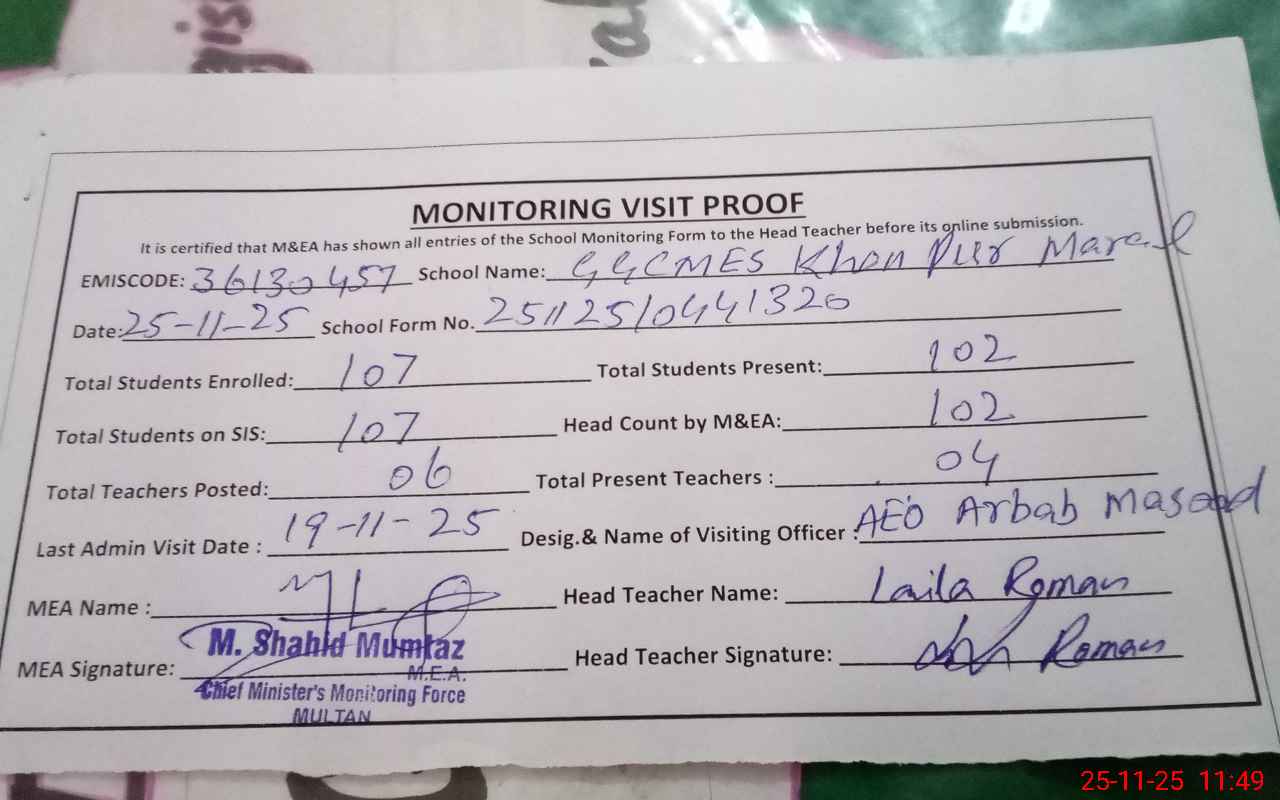 MONITORING VISIT PROOF
It is certified that M&EA has shown all entries of the School Monitoring Form to the Head Teacher before its online submission.
EMISCODE: 36130457 School Name: GGCMES Khan Pur Maral
Date: 25-11-25 School Form No. 25112510441320
Total Students Enrolled: 107 Total Students Present: 102
Total Students on SIS: 107 Head Count by M&EA: 102
Total Teachers Posted: 06 Total Present Teachers : 04
Last Admin Visit Date : 19-11-25 Desig.& Name of Visiting Officer : AEO Arbab Masood
MEA Name : Head Teacher Name: Laila Roman
M. Shahid Mumtaz
MEA Signature: Head Teacher Signature: Roman
M.E.A.
Chief Minister's Monitoring Force
MULTAN
25-11-25 11:49